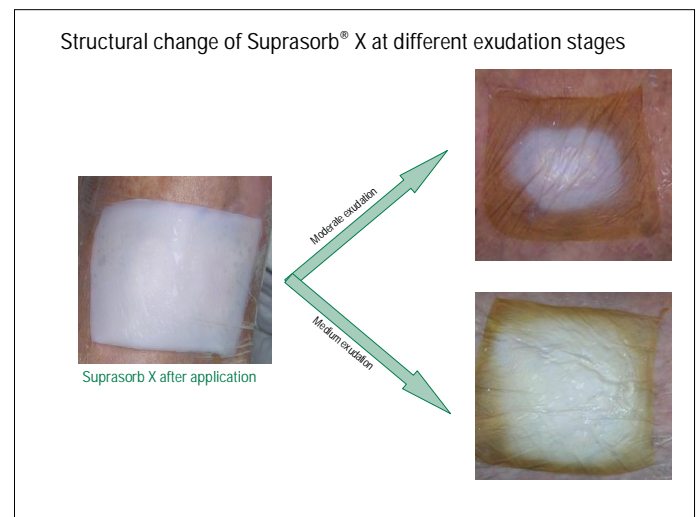 Structural change of Suprasorb® X at different exudation stages
Moderate exudation
Suprasorb X after application
Medium exudation